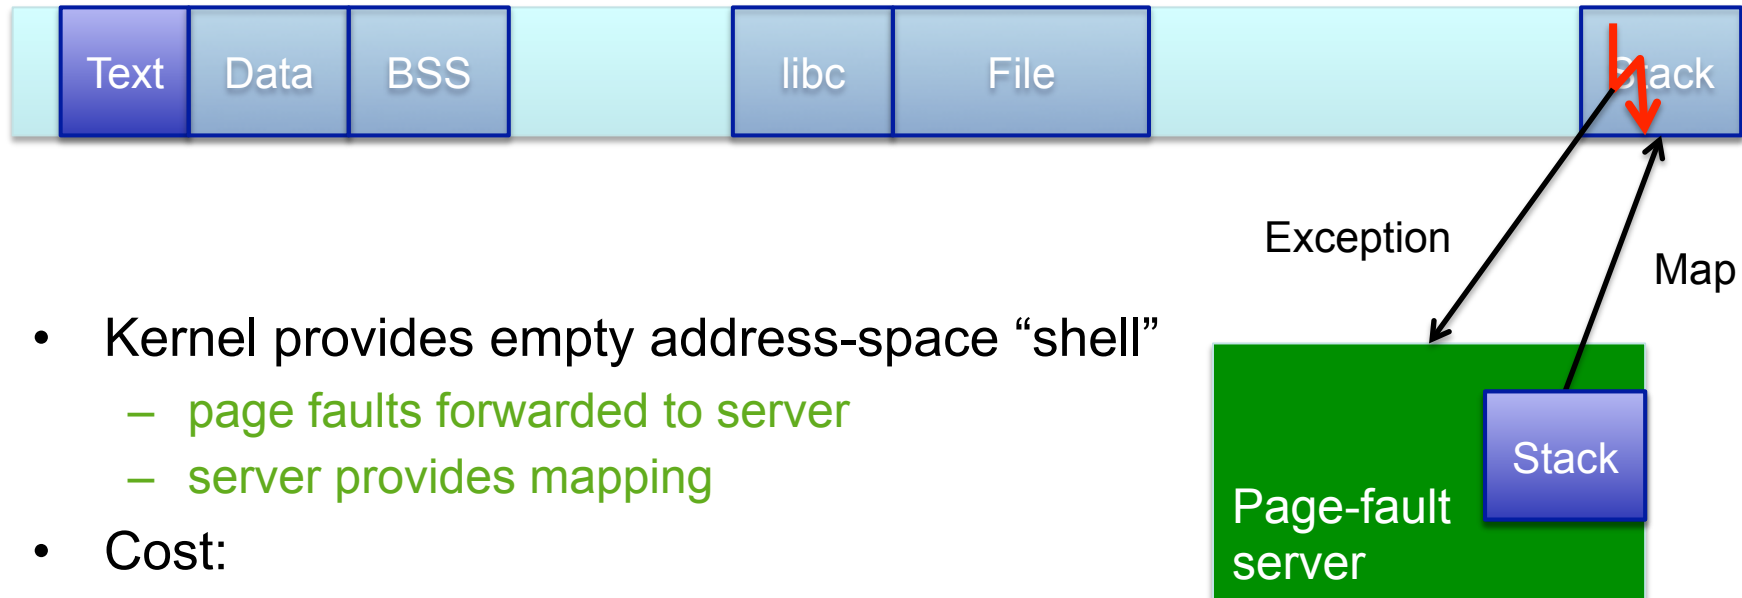 Text Data BSS libc File Stack
Exception
Map
• Kernel provides empty address-space “shell”
– page faults forwarded to server
– server provides mapping
• Cost:
Stack
Page-fault
server